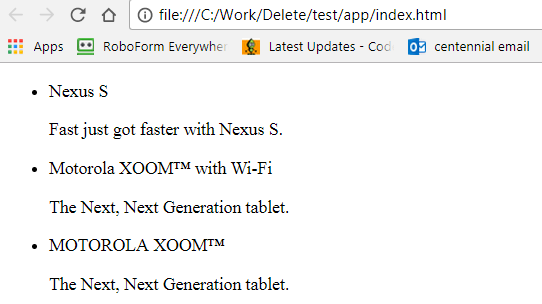 file:///C:/Work/Delete/test/app/index.html
Apps RoboForm Everywher Latest Updates - Cod centennial email
Nexus S
Fast just got faster with Nexus S.
Motorola XOOM™ with Wi-Fi
The Next, Next Generation tablet.
MOTOROLA XOOM™
The Next, Next Generation tablet.